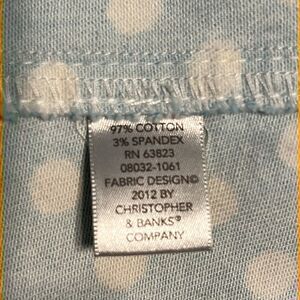 97% COTTON
3% SPANDEX
RN 63823
08032-1061
FABRIC DESIGN©
2012 BY
CHRISTOPHER
& BANKS®
COMPANY